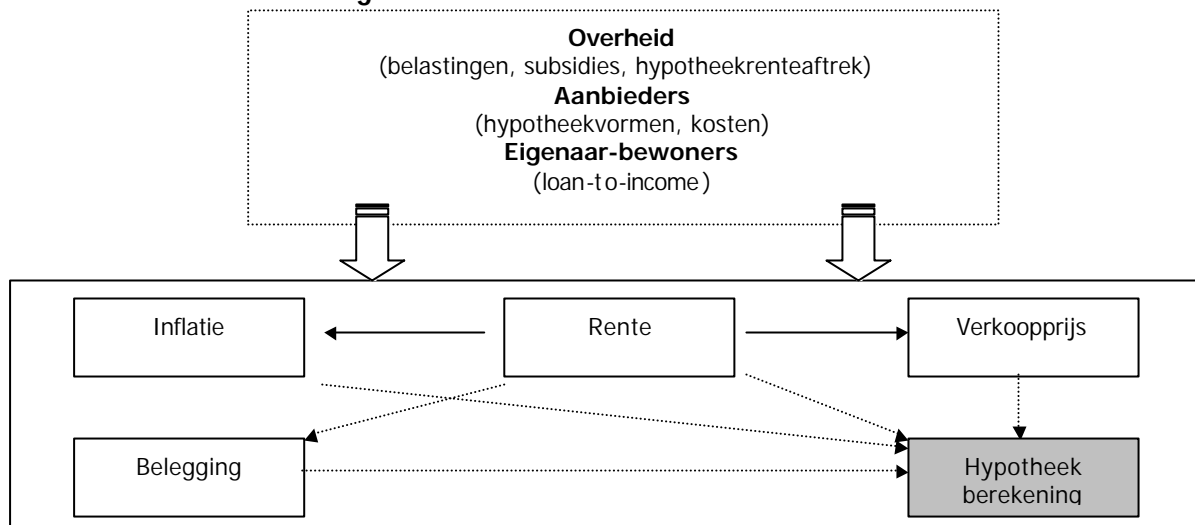 Overheid
(belastingen, subsidies, hypotheekrenteaftrek)
Aanbieders
(hypotheekvormen, kosten)
Eigenaar-bewoners
(loan-to-income)
Inflatie
Rente
Verkoopprijs
Belegging
Hypotheek
berekening